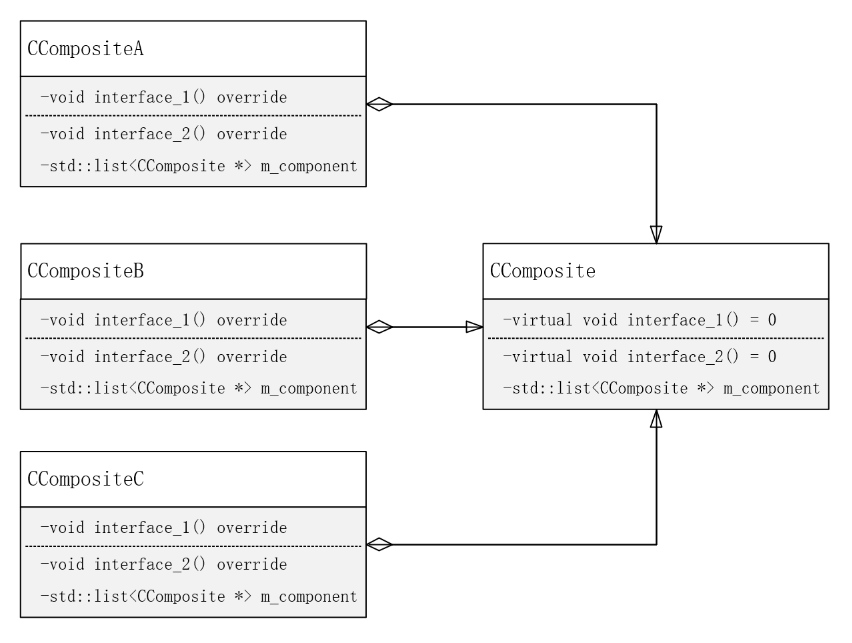 CCompositeA
-void interface_1() override
-void interface_2() override
-std::list<CComposite *> m_component
CCompositeB
-void interface_1() override
-void interface_2() override
-std::list<CComposite *> m_component
CComposite
-virtual void interface_1() = 0
-virtual void interface_2() = 0
-std::list<CComposite *> m_component
CCompositeC
-void interface_1() override
-void interface_2() override
-std::list<CComposite *> m_component